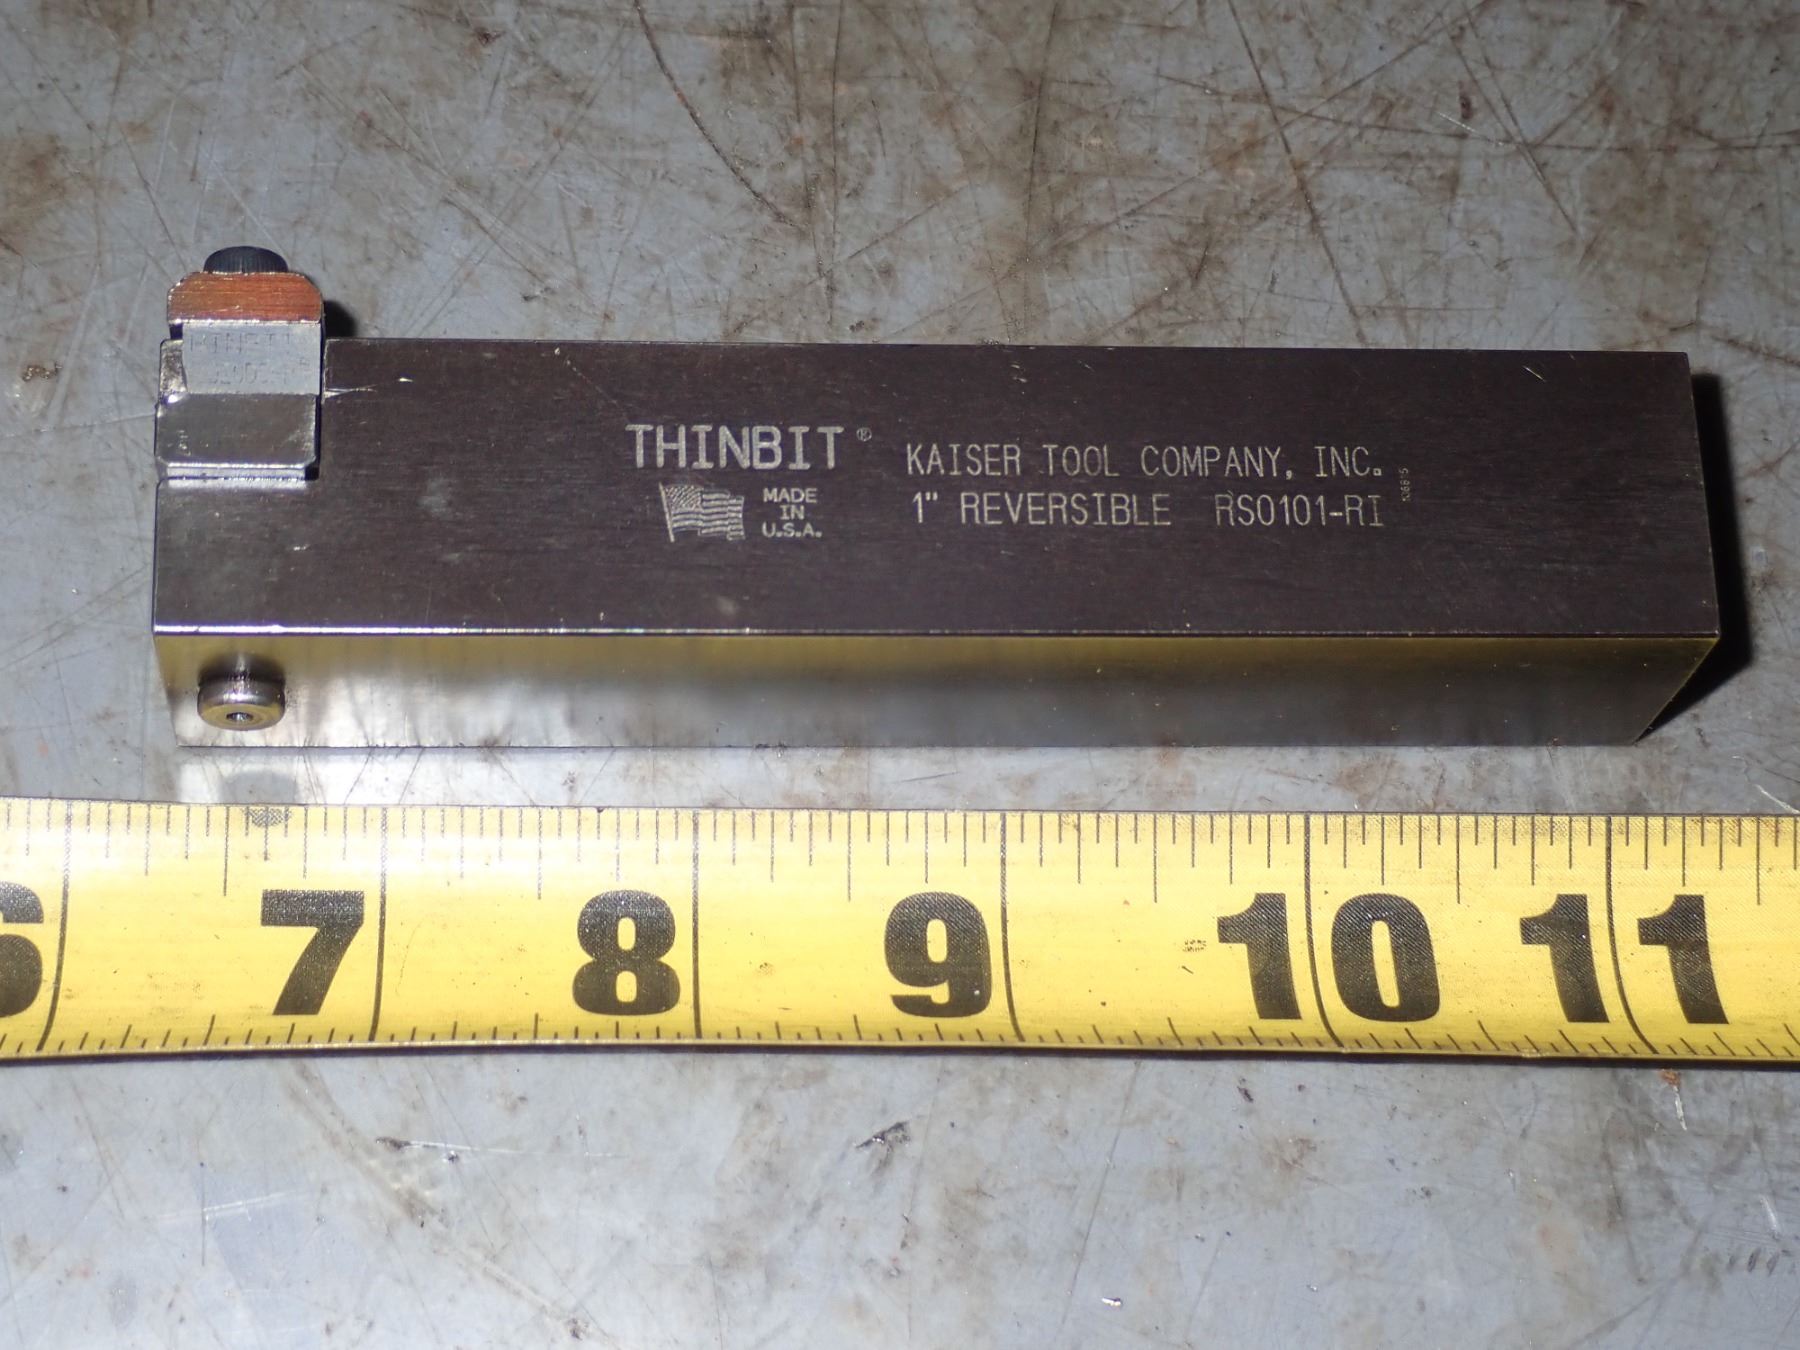 THINBIT®
KAISER TOOL COMPANY, INC.
MADE
IN
U.S.A.
1" REVERSIBLE RS0101-RI
6 7 8 9 10 11